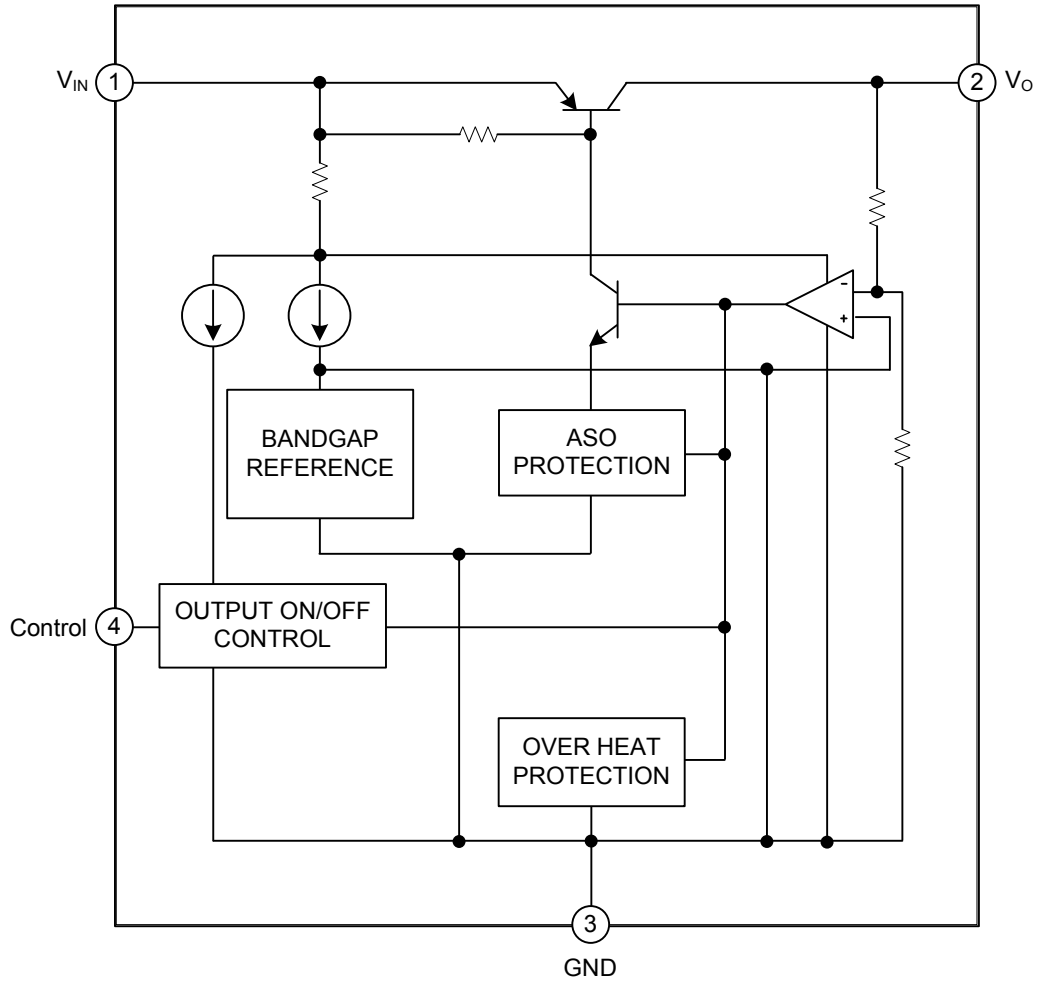 V_IN 1
2 V_O
-
+
BANDGAP
REFERENCE
ASO
PROTECTION
Control 4
OUTPUT ON/OFF
CONTROL
OVER HEAT
PROTECTION
3
GND